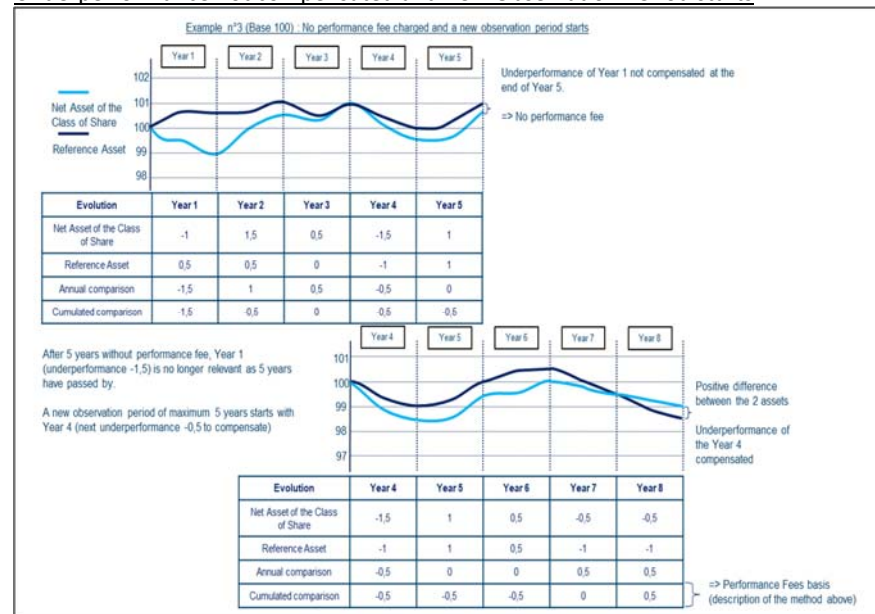 Example n°3 (Base 100) : No performance fee charged and a new observation period starts
Year 1 Year 2 Year 3 Year 4 Year 5
102
101
100
99
98
Net Asset of the
Class of Share
Reference Asset
Underperformance of Year 1 not compensated at the
end of Year 5.
=> No performance fee
Evolution Year 1 Year 2 Year 3 Year 4 Year 5
Net Asset of the Class
of Share
-1 1,5 0,5 -1,5 1
Reference Asset 0,5 0,5 0 -1 1
Annual comparison -1,5 1 0,5 -0,5 0
Cumulated comparison -1,5 -0,5 0 -0,5 -0,5
After 5 years without performance fee, Year 1
(underperformance -1,5) is no longer relevant as 5 years
have passed by.
A new observation period of maximum 5 years starts with
Year 4 (next underperformance -0,5 to compensate)
Year 4 Year 5 Year 6 Year 7 Year 8
101
100
99
98
97
Positive difference
between the 2 assets
Underperformance of
the Year 4
compensated
Evolution Year 4 Year 5 Year 6 Year 7 Year 8
Net Asset of the Class
of Share
-1,5 1 0,5 -0,5 -0,5
Reference Asset -1 1 0,5 -1 -1
Annual comparison -0,5 0 0 0,5 0,5
Cumulated comparison -0,5 -0,5 -0,5 0 0,5
=> Performance Fees basis
(description of the method above)